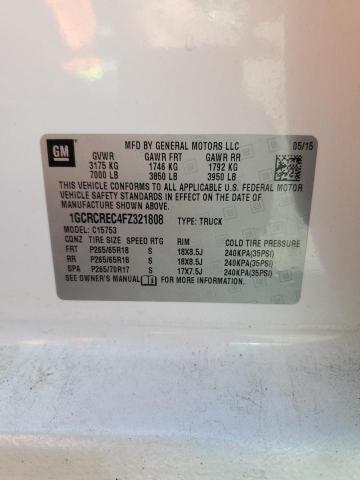 GM
MFD BY GENERAL MOTORS LLC 05/15
GVWR GAWR FRT GAWR RR
3175 KG 1746 KG 1792 KG
7000 LB 3850 LB 3950 LB
THIS VEHICLE CONFORMS TO ALL APPLICABLE U.S. FEDERAL MOTOR
VEHICLE SAFETY STANDARDS IN EFFECT ON THE DATE OF
MANUFACTURE SHOWN ABOVE.
1GCRCREC4FZ321808 TYPE: TRUCK
MODEL: C15753
CQNZ TIRE SIZE SPEED RTG RIM COLD TIRE PRESSURE
FRT P265/65R18 S 18X8.5J 240KPA(35PSI)
RR P265/65R18 S 18X8.5J 240KPA(35PSI)
SPA P265/70R17 S 17X7.5J 240KPA(35PSI)
SEE OWNER'S MANUAL FOR MORE INFORMATION.